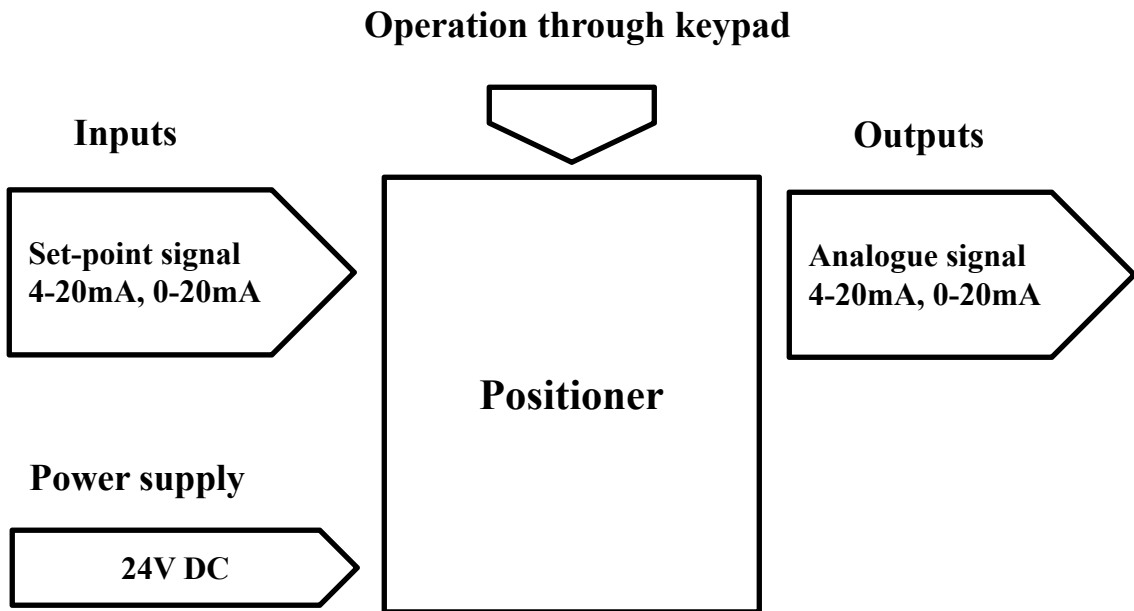 Operation through keypad
Inputs
Outputs
Set-point signal
4-20mA, 0-20mA
Analogue signal
4-20mA, 0-20mA
Positioner
Power supply
24V DC